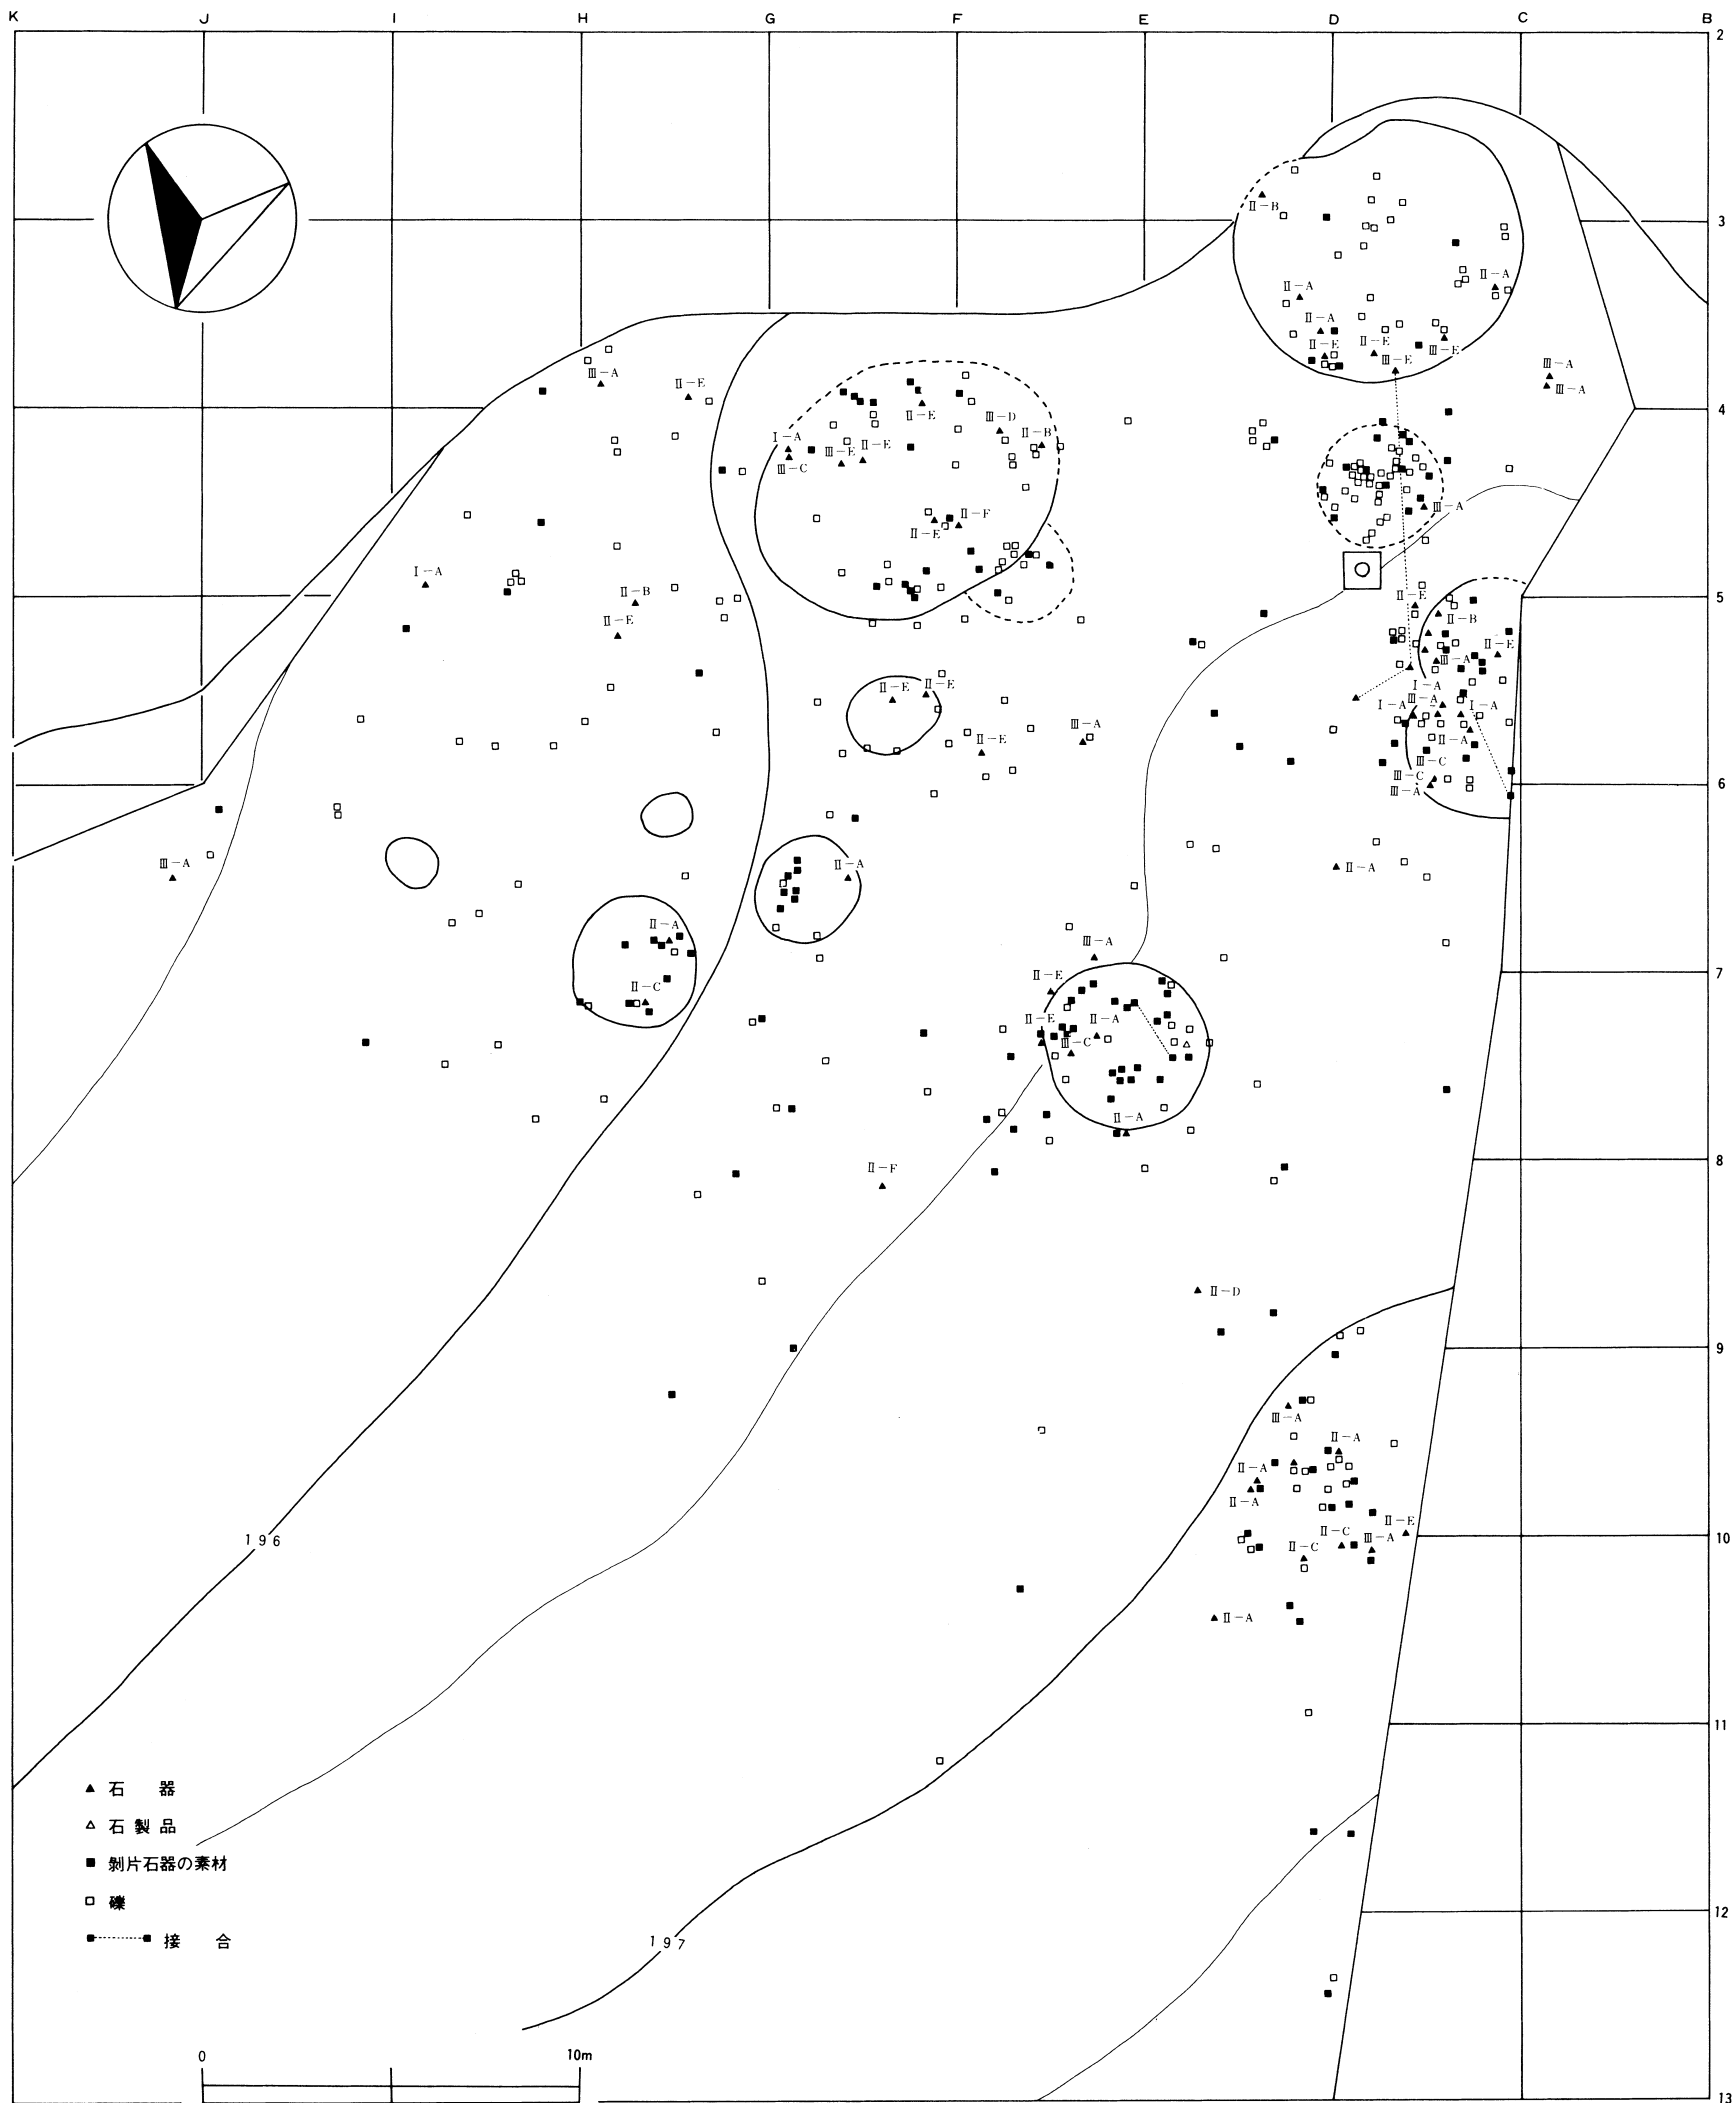 K J I H G F E D C B
2
II-B
3
II-A
II-A
II-A
II-E
II-E
III-E
III-E
III-A
III-A
III-A
II-E
4
II-E
III-D
II-B
I-A
III-C
III-E
II-E
II-F
II-E
III-A
I-A
II-B
II-E
5
II-E
II-B
II-E
III-A
I-A
III-A
I-A
I-A
II-A
III-C
III-C
III-A
II-E
II-E
II-E
III-A
6
III-A
II-A
II-A
II-A
II-C
III-A
II-E
7
II-E
II-A
III-C
II-A
II-F
8
II-D
9
III-A
II-A
II-A
II-A
II-E
II-C
III-A
II-C
10
196
II-A
11
▲ 石 器
△ 石製品
■ 剝片石器の素材
□ 礫
■┈┈■ 接 合
12
197
0 10m
13